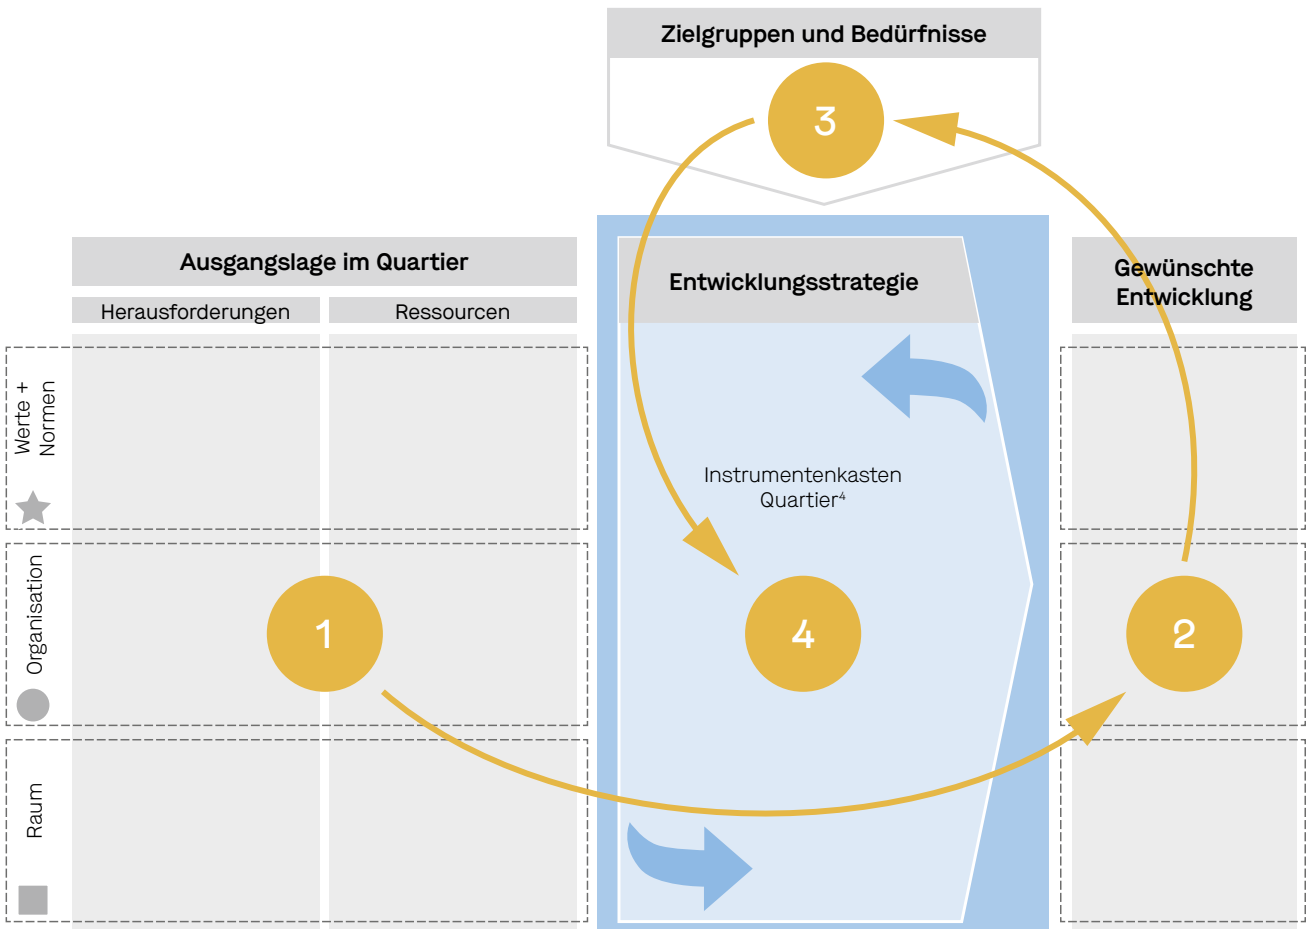 Zielgruppen und Bedürfnisse
3
Ausgangslage im Quartier
Herausforderungen
Ressourcen
Entwicklungsstrategie
Gewünschte
Entwicklung
Werte +
Normen
Instrumentenkasten
Quartier⁴
Organisation
1
4
2
Raum